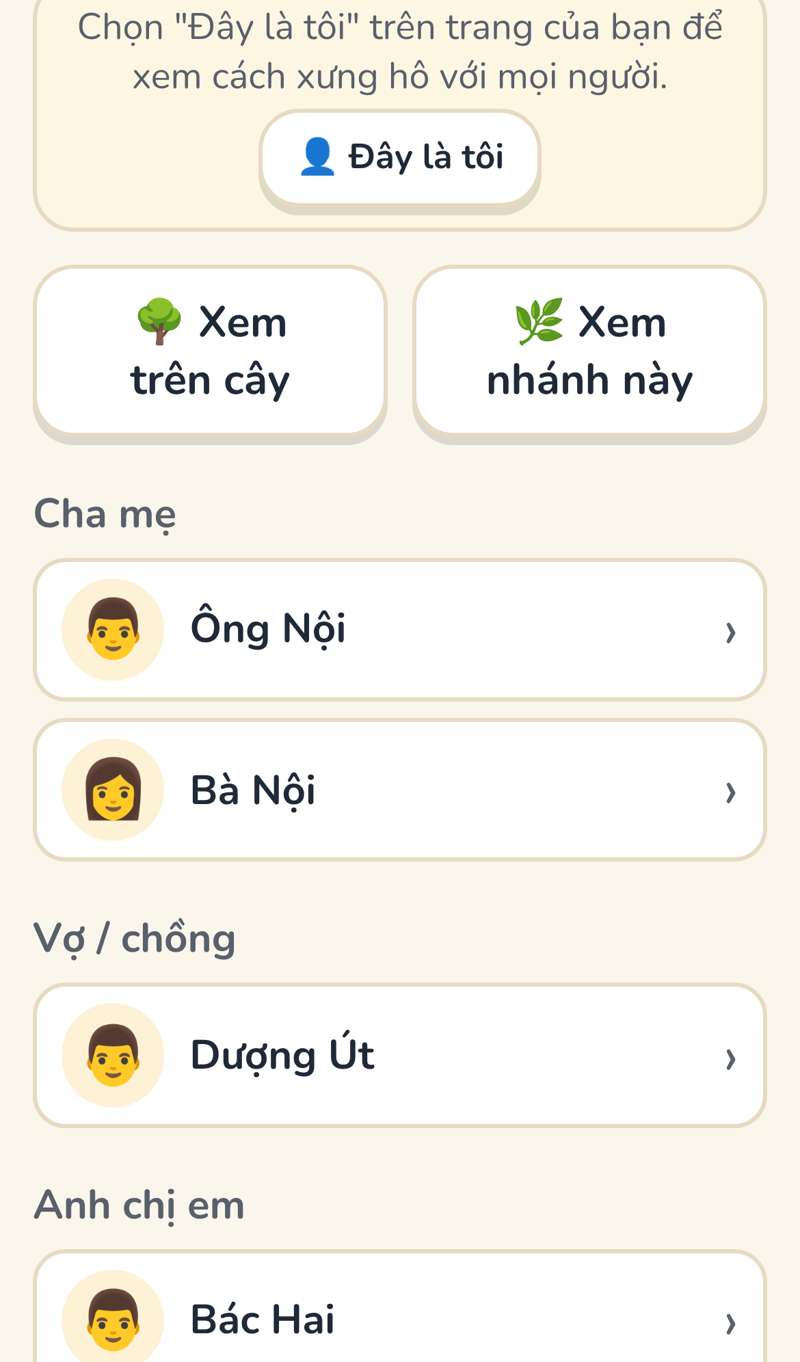 Chọn "Đây là tôi" trên trang của bạn để
xem cách xưng hô với mọi người.
Đây là tôi
Xem
trên cây
Xem
nhánh này
Cha mẹ
Ông Nội
Bà Nội
Vợ / chồng
Dượng Út
Anh chị em
Bác Hai